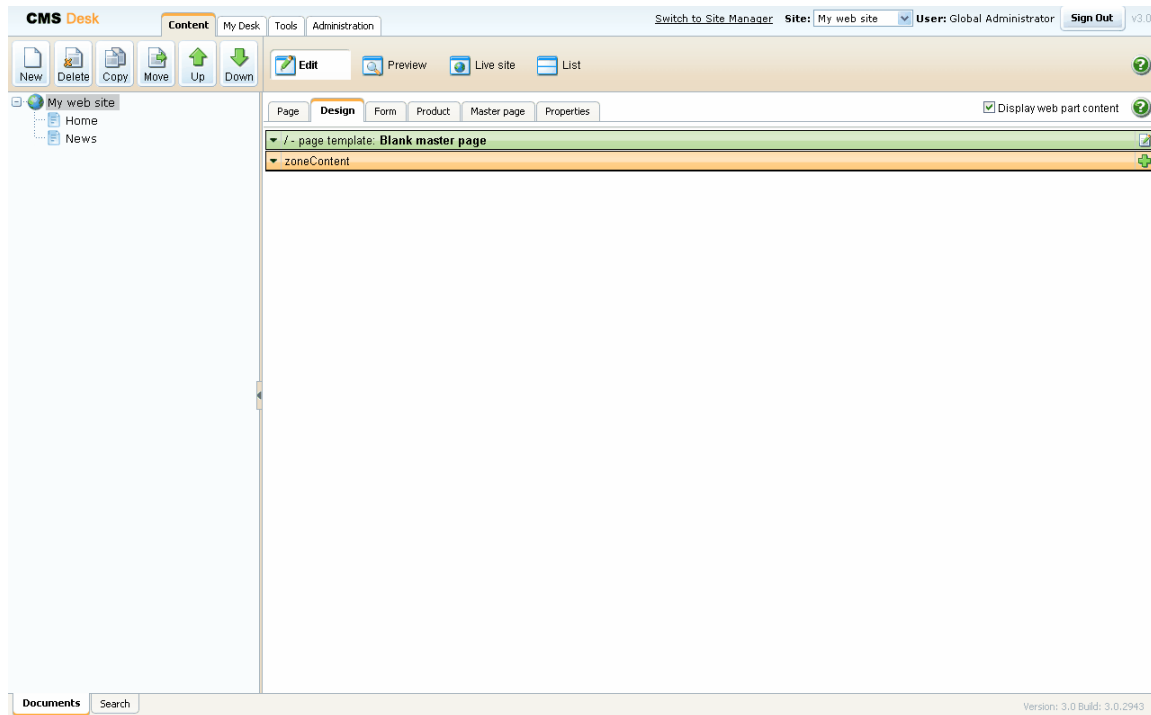 CMS Desk Content My Desk Tools Administration Switch to Site Manager Site: My web site User: Global Administrator Sign Out v3.0
New Delete Copy Move Up Down Edit Preview Live site List
My web site
Home
News
Page Design Form Product Master page Properties Display web part content
/ - page template: Blank master page
zoneContent
Documents Search Version: 3.0 Build: 3.0.2943